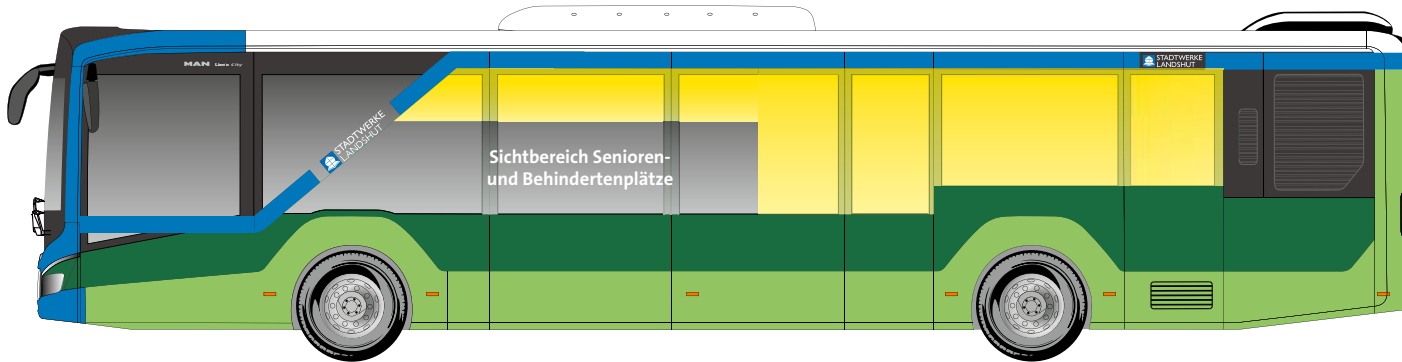 MAN Lion's City
STADTWERKE
LANDSHUT
STADTWERKE
LANDSHUT
Sichtbereich Senioren-
und Behindertenplätze